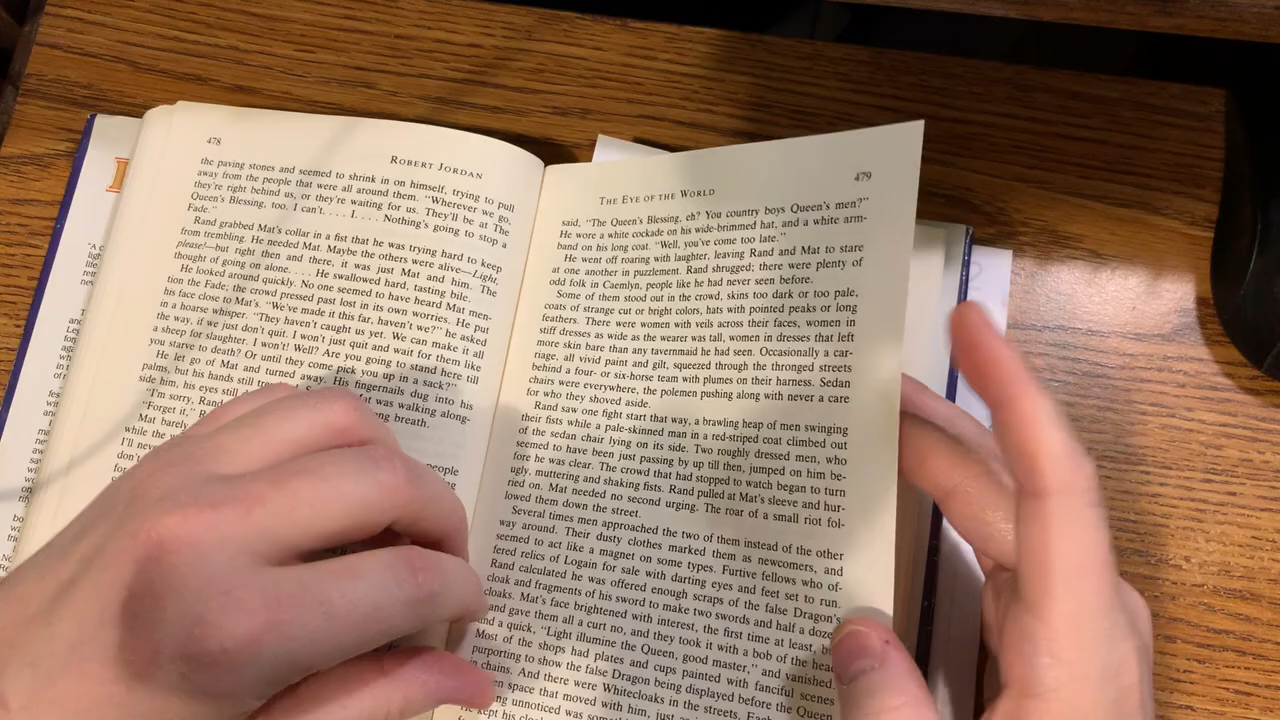 478
ROBERT JORDAN
the paving stones and seemed to shrink in on himself, trying to pull
away from the people that were all around them. “Wherever we go,
they’re right behind us, or they’re waiting for us. They’ll be at The
Queen’s Blessing, too. I can’t. . . . I. . . . Nothing’s going to stop a
Fade.”
Rand grabbed Mat’s collar in a fist that he was trying hard to keep
from trembling. He needed Mat. Maybe the others were alive—Light,
please!—but right then and there, it was just Mat and him. The
thought of going on alone. . . . He swallowed hard, tasting bile.
He looked around quickly. No one seemed to have heard Mat men-
tion the Fade; the crowd pressed past lost in its own worries. He put
his face close to Mat’s. “We’ve made it this far, haven’t we?” he asked
in a hoarse whisper. “They haven’t caught us yet. We can make it all
the way, if we just don’t quit. I won’t just quit and wait for them like
a sheep for slaughter. I won’t! Well? Are you going to stand here till
you starve to death? Or until they come pick you up in a sack?”
He let go of Mat and turned away. His fingernails dug into his
palms, but his hands still Mat was walking along-
side him, his eyes still breath.
“I’m sorry, Rand
“Forget it,”
Mat barely
while the
I’ll never
don’t people
for
THE EYE OF THE WORLD
479
said, “The Queen’s Blessing, eh? You country boys Queen’s men?”
He wore a white cockade on his wide-brimmed hat, and a white arm-
band on his long coat. “Well, you’ve come too late.”
He went off roaring with laughter, leaving Rand and Mat to stare
at one another in puzzlement. Rand shrugged; there were plenty of
odd folk in Caemlyn, people like he had never seen before.
Some of them stood out in the crowd, skins too dark or too pale,
coats of strange cut or bright colors, hats with pointed peaks or long
feathers. There were women with veils across their faces, women in
stiff dresses as wide as the wearer was tall, women in dresses that left
more skin bare than any tavernmaid he had seen. Occasionally a car-
riage, all vivid paint and gilt, squeezed through the thronged streets
behind a four- or six-horse team with plumes on their harness. Sedan
chairs were everywhere, the polemen pushing along with never a care
for who they shoved aside.
Rand saw one fight start that way, a brawling heap of men swinging
their fists while a pale-skinned man in a red-striped coat climbed out
of the sedan chair lying on its side. Two roughly dressed men, who
seemed to have been just passing by up till then, jumped on him be-
fore he was clear. The crowd that had stopped to watch began to turn
ugly, muttering and shaking fists. Rand pulled at Mat’s sleeve and hur-
ried on. Mat needed no second urging. The roar of a small riot fol-
lowed them down the street.
Several times men approached the two of them instead of the other
way around. Their dusty clothes marked them as newcomers, and
seemed to act like a magnet on some types. Furtive fellows who of-
fered relics of Logain for sale with darting eyes and feet set to run.
Rand calculated he was offered enough scraps of the false Dragon’s
cloak and fragments of his sword to make two swords and half a
cloaks. Mat’s face brightened with interest, the first time at least,
and gave them all a curt no, and they took it with a bob of the
and a quick, “Light illumine the Queen, good master,” and vanished.
Most of the shops had plates and cups painted with fanciful scenes
purporting to show the false Dragon being displayed before the Queen
in chains. And there were Whitecloaks in the streets. Each
space that moved with him, just
unnoticed was
kept his